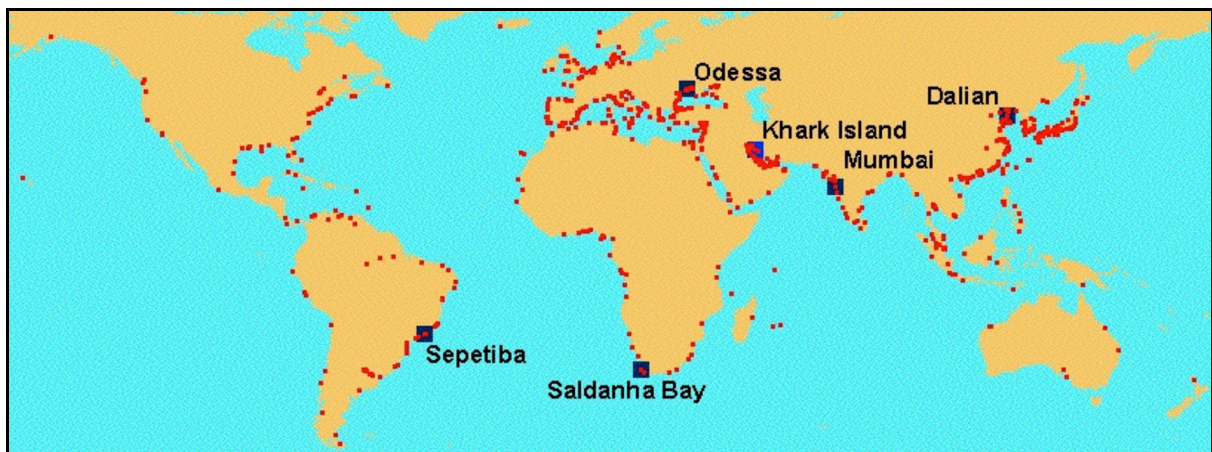 Odessa
Dalian
Khark Island
Mumbai
Sepetiba
Saldanha Bay